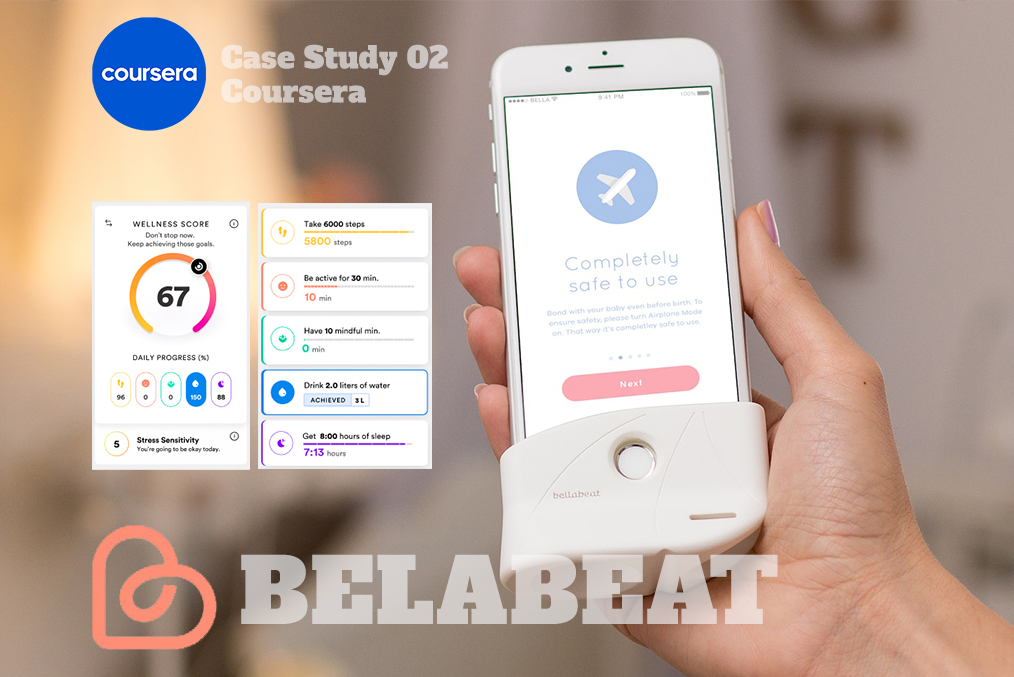 coursera
Case Study 02
Coursera
WELLNESS SCORE
Don't stop now.
Keep achieving those goals.
67
DAILY PROGRESS (%)
96 0 0 150 88
5
Stress Sensitivity
You're going to be okay today.
Take 6000 steps
5800 steps
Be active for 30 min.
10 min
Have 10 mindful min.
0 min
Drink 2.0 liters of water
ACHIEVED 3 L
Get 8:00 hours of sleep
7:13 hours
BELLA 9:41 PM 100%
Completely
safe to use
Bond with your baby even before birth. To
ensure safety, please turn Airplane Mode
on. That way it's completley safe to use.
Next
bellabeat
BELABEAT